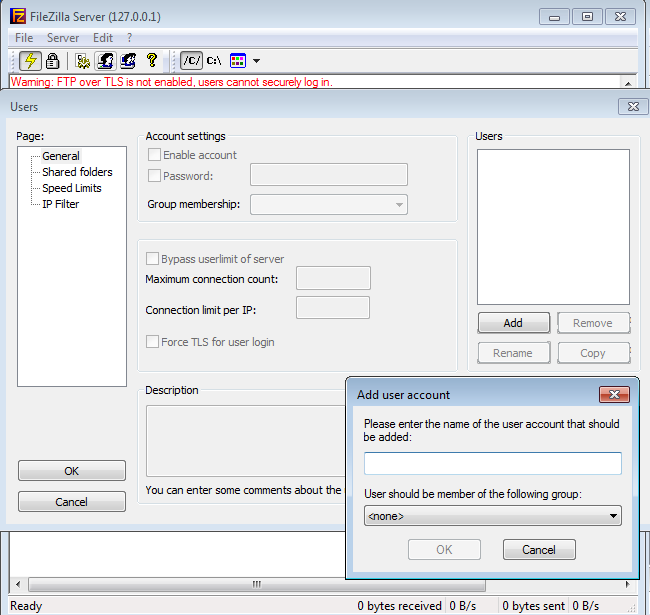 FileZilla Server (127.0.0.1)
File Server Edit ?
/C/ C:\
Warning: FTP over TLS is not enabled, users cannot securely log in.
Users
Page:
General
Shared folders
Speed Limits
IP Filter
OK
Cancel
Account settings
Enable account
Password:
Group membership:
Bypass userlimit of server
Maximum connection count:
Connection limit per IP:
Force TLS for user login
Description
You can enter some comments about the
Users
Add Remove
Rename Copy
Add user account
Please enter the name of the user account that should
be added:
User should be member of the following group:
<none>
OK Cancel
Ready 0 bytes received 0 B/s 0 bytes sent 0 B/s